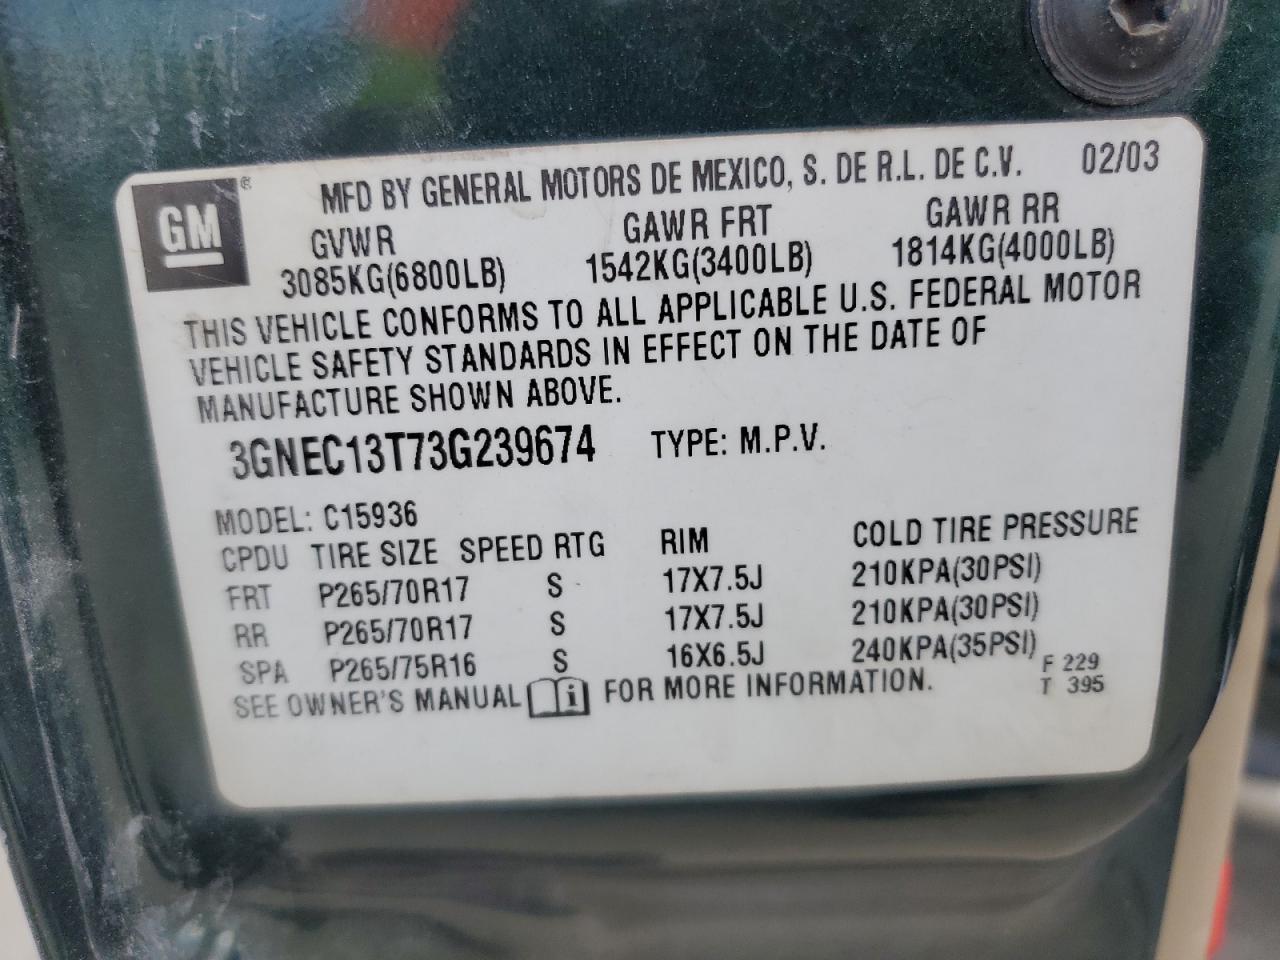 GM ® MFD BY GENERAL MOTORS DE MEXICO, S. DE R.L. DE C.V. 02/03
GVWR GAWR FRT GAWR RR
3085KG(6800LB) 1542KG(3400LB) 1814KG(4000LB)
THIS VEHICLE CONFORMS TO ALL APPLICABLE U.S. FEDERAL MOTOR
VEHICLE SAFETY STANDARDS IN EFFECT ON THE DATE OF
MANUFACTURE SHOWN ABOVE.
3GNEC13T73G239674 TYPE: M.P.V.
MODEL: C15936
CPDU TIRE SIZE SPEED RTG RIM COLD TIRE PRESSURE
FRT P265/70R17 S 17X7.5J 210KPA(30PSI)
RR P265/70R17 S 17X7.5J 210KPA(30PSI)
SPA P265/75R16 S 16X6.5J 240KPA(35PSI)
SEE OWNER'S MANUAL i FOR MORE INFORMATION.
F 229
T 395